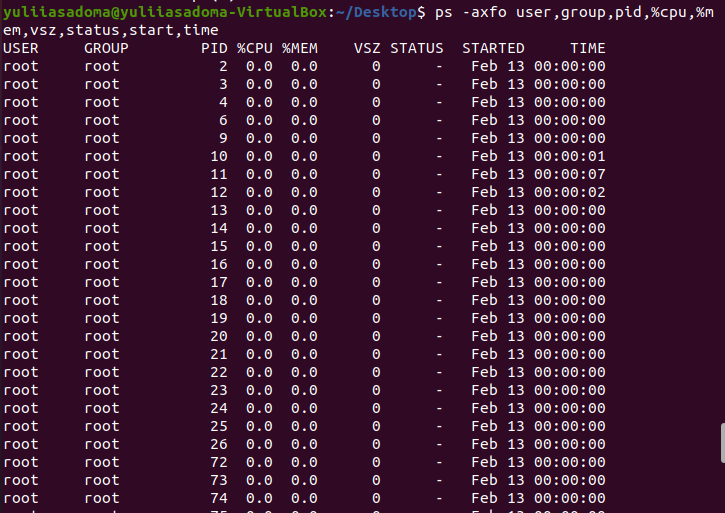 yuliiasadoma@yuliiasadoma-VirtualBox:~/Desktop$ ps -axfo user,group,pid,%cpu,%m
em,vsz,status,start,time
USER     GROUP      PID %CPU %MEM    VSZ STATUS  STARTED     TIME
root     root         2  0.0  0.0      0      -   Feb 13 00:00:00
root     root         3  0.0  0.0      0      -   Feb 13 00:00:00
root     root         4  0.0  0.0      0      -   Feb 13 00:00:00
root     root         6  0.0  0.0      0      -   Feb 13 00:00:00
root     root         9  0.0  0.0      0      -   Feb 13 00:00:00
root     root        10  0.0  0.0      0      -   Feb 13 00:00:01
root     root        11  0.0  0.0      0      -   Feb 13 00:00:07
root     root        12  0.0  0.0      0      -   Feb 13 00:00:02
root     root        13  0.0  0.0      0      -   Feb 13 00:00:00
root     root        14  0.0  0.0      0      -   Feb 13 00:00:00
root     root        15  0.0  0.0      0      -   Feb 13 00:00:00
root     root        16  0.0  0.0      0      -   Feb 13 00:00:00
root     root        17  0.0  0.0      0      -   Feb 13 00:00:00
root     root        18  0.0  0.0      0      -   Feb 13 00:00:00
root     root        19  0.0  0.0      0      -   Feb 13 00:00:00
root     root        20  0.0  0.0      0      -   Feb 13 00:00:00
root     root        21  0.0  0.0      0      -   Feb 13 00:00:00
root     root        22  0.0  0.0      0      -   Feb 13 00:00:00
root     root        23  0.0  0.0      0      -   Feb 13 00:00:00
root     root        24  0.0  0.0      0      -   Feb 13 00:00:00
root     root        25  0.0  0.0      0      -   Feb 13 00:00:00
root     root        26  0.0  0.0      0      -   Feb 13 00:00:00
root     root        72  0.0  0.0      0      -   Feb 13 00:00:00
root     root        73  0.0  0.0      0      -   Feb 13 00:00:00
root     root        74  0.0  0.0      0      -   Feb 13 00:00:00